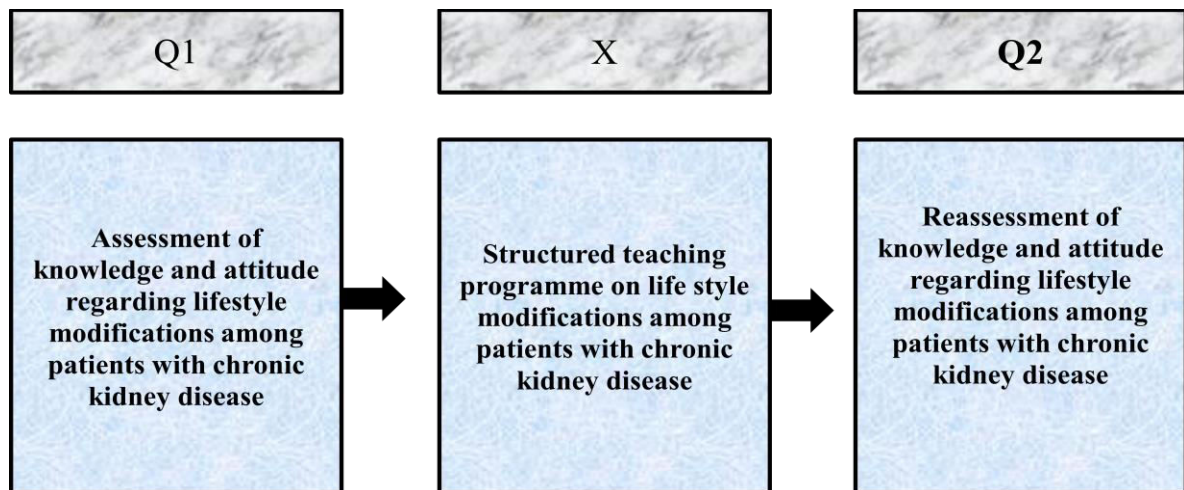 Q1
X
Q2
Assessment of
knowledge and attitude
regarding lifestyle
modifications among
patients with chronic
kidney disease
Structured teaching
programme on life style
modifications among
patients with chronic
kidney disease
Reassessment of
knowledge and attitude
regarding lifestyle
modifications among
patients with chronic
kidney disease